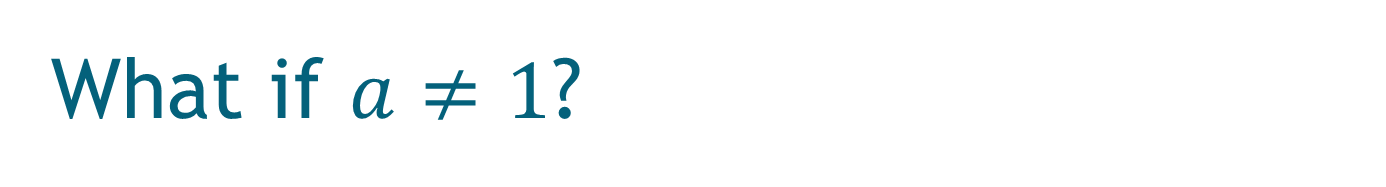 What if 𝑎 ≠ 1?